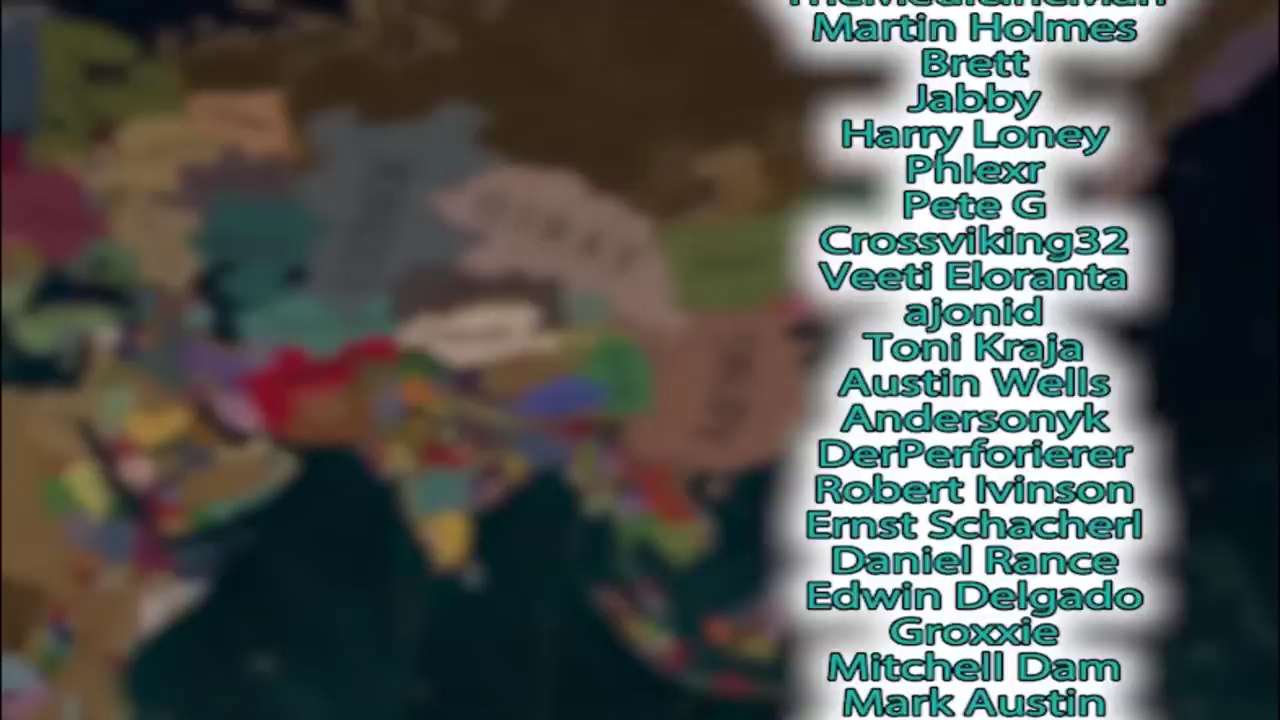 TheMedicineMan
Martin Holmes
Brett
Jabby
Harry Loney
Phlexr
Pete G
Crossviking32
Veeti Eloranta
ajonid
Toni Kraja
Austin Wells
Andersonyk
DerPerforierer
Robert Ivinson
Ernst Schacherl
Daniel Rance
Edwin Delgado
Groxxie
Mitchell Dam
Mark Austin